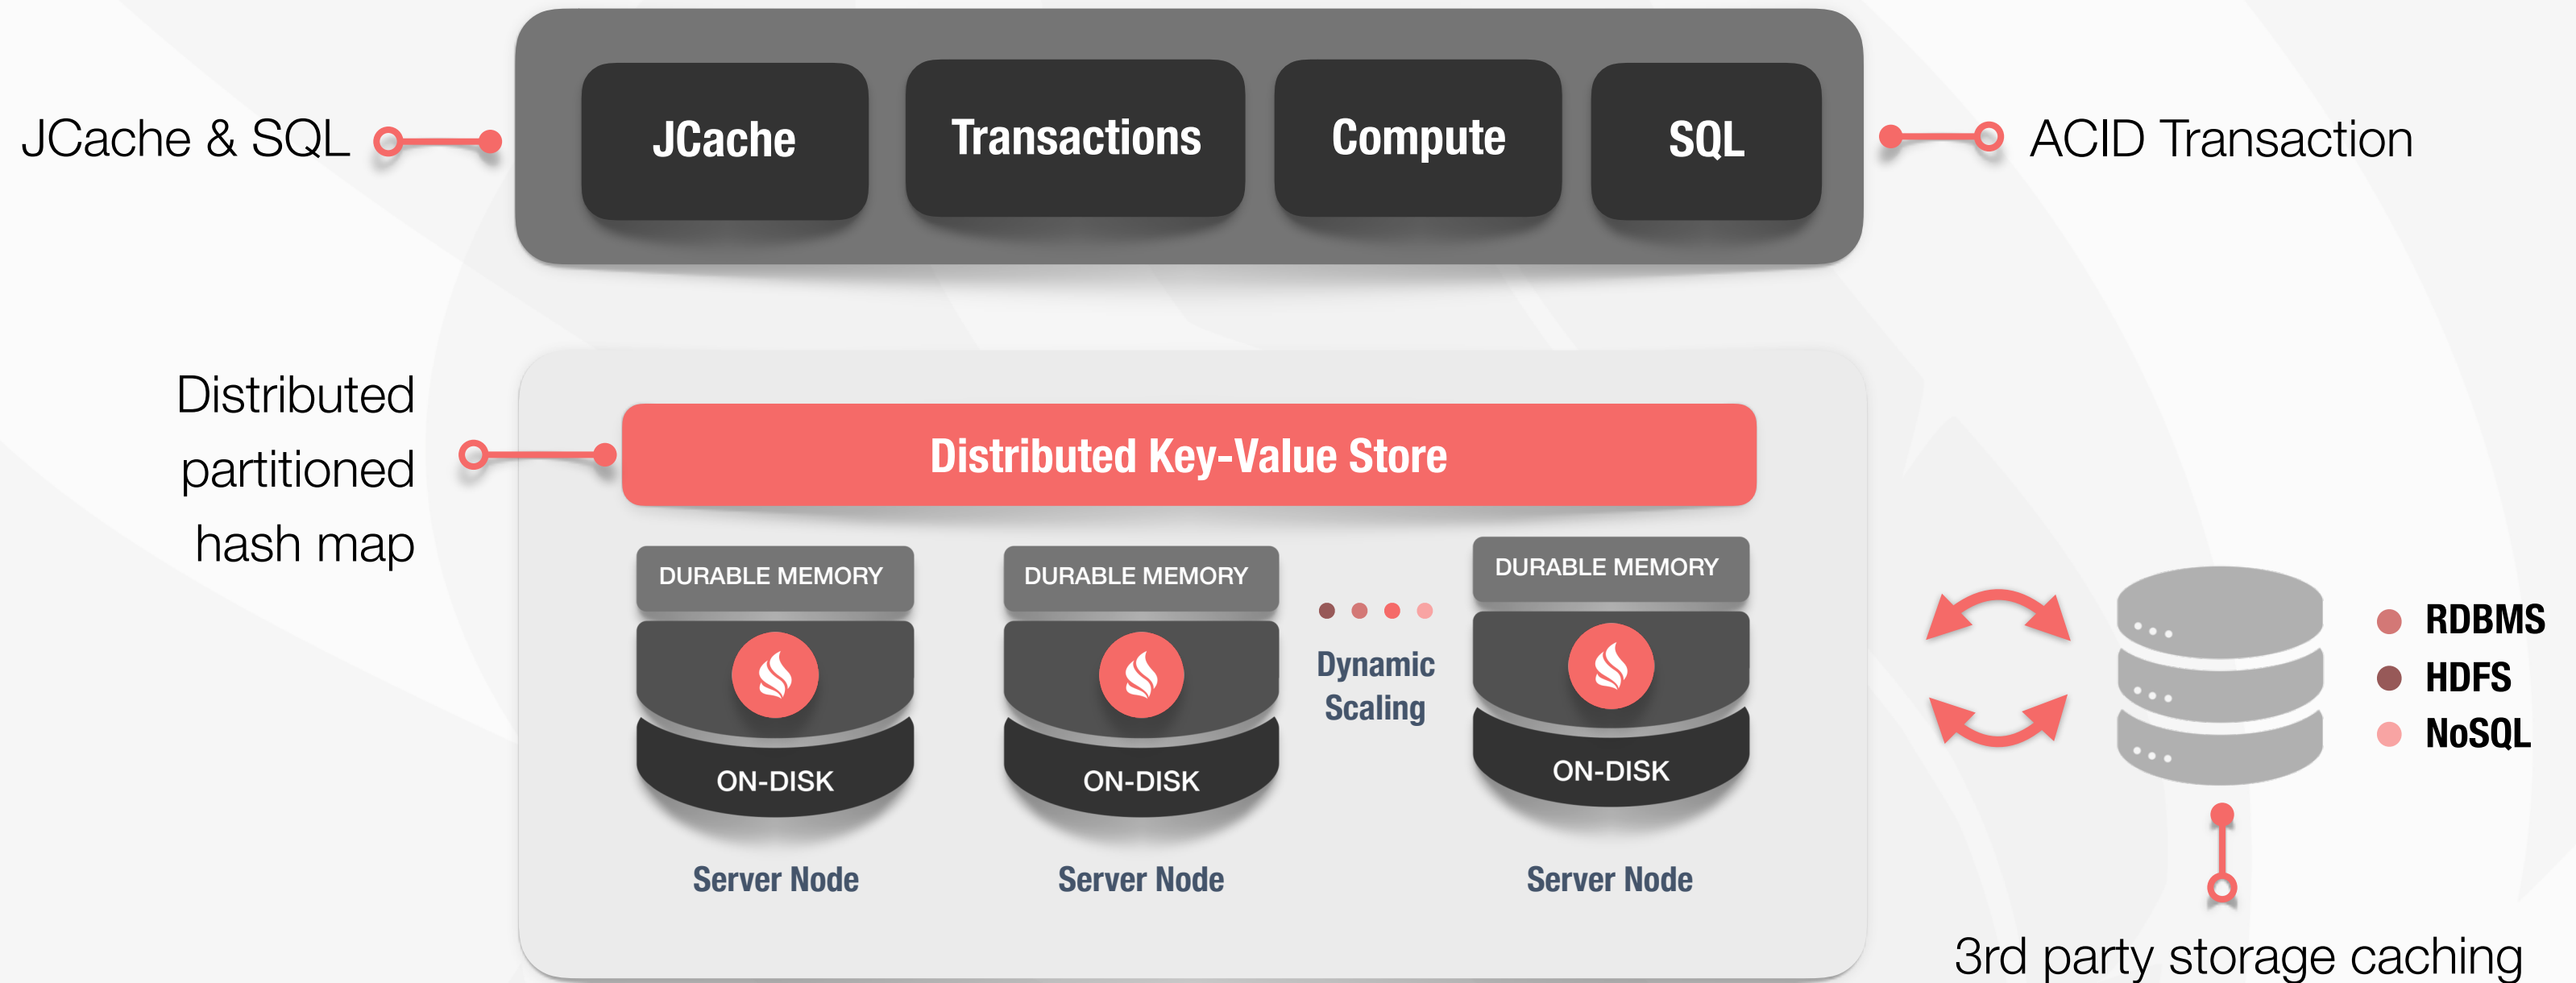 JCache & SQL
JCache
Transactions
Compute
SQL
ACID Transaction
Distributed
partitioned
hash map
Distributed Key-Value Store
DURABLE MEMORY
DURABLE MEMORY
DURABLE MEMORY
Dynamic
Scaling
ON-DISK
ON-DISK
ON-DISK
Server Node
Server Node
Server Node
RDBMS
HDFS
NoSQL
3rd party storage caching